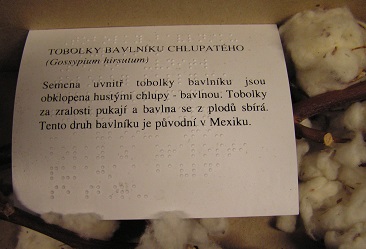 TOBOLKY BAVLNÍKU CHLUPATÉHO
(Gossypium hirsutum)
Semena uvnitř tobolky bavlníku jsou
obklopena hustými chlupy - bavlnou. Tobolky
za zralosti pukají a bavlna se z plodů sbírá.
Tento druh bavlníku je původní v Mexiku.